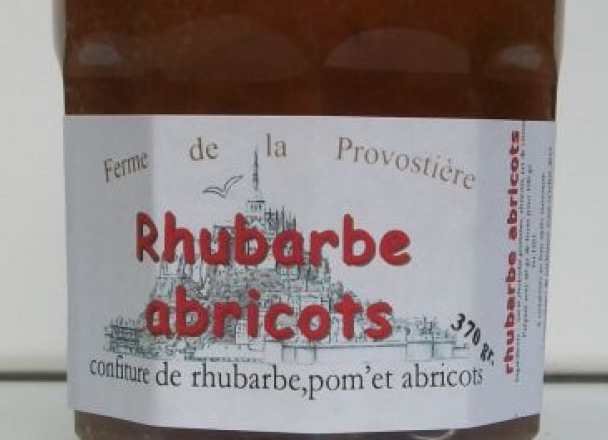 Ferme de la Provostière
Rhubarbe
abricots
370 gr.
confiture de rhubarbe,pom'et abricots
rhubarbe abricots